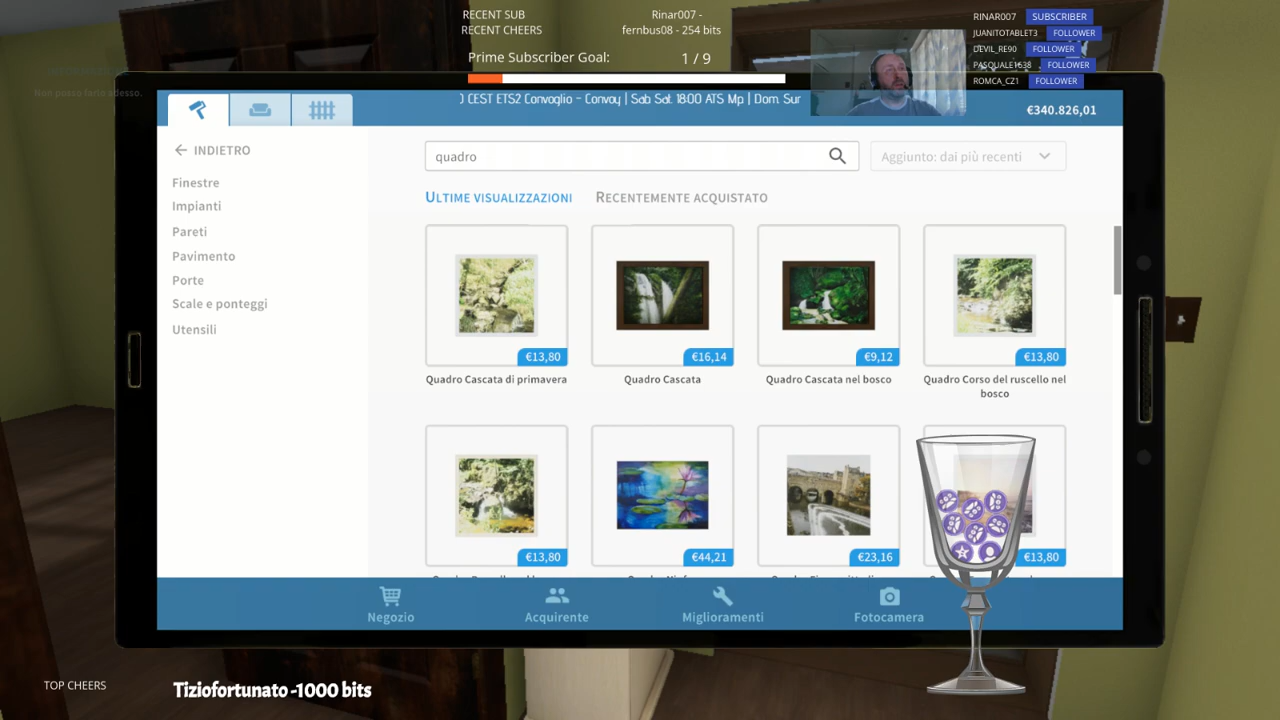 RECENT SUB
Rinar007 -
RECENT CHEERS
fernbus08 - 254 bits
Prime Subscriber Goal:
1 / 9
RINAR007 SUBSCRIBER
JUANITOTABLET3 FOLLOWER
DEVIL_RE90 FOLLOWER
PASQUALE1638 FOLLOWER
ROMCA_CZ1 FOLLOWER
Non posso farlo adesso.
CEST ETS2 Convoglio - Convoy | Sab Sat. 18:00 ATS Mp | Dom. Sur
€340.826,01
INDIETRO
Finestre
Impianti
Pareti
Pavimento
Porte
Scale e ponteggi
Utensili
quadro
Aggiunto: dai più recenti
ULTIME VISUALIZZAZIONI
RECENTEMENTE ACQUISTATO
€13,80
€16,14
€9,12
€13,80
Quadro Cascata di primavera
Quadro Cascata
Quadro Cascata nel bosco
Quadro Corso del ruscello nel
bosco
€13,80
€44,21
€23,16
€13,80
Negozio
Acquirente
Miglioramenti
Fotocamera
TOP CHEERS
Tiziofortunato -1000 bits